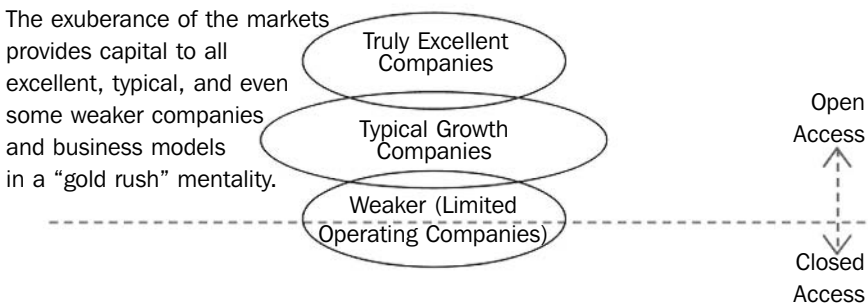 The exuberance of the markets
provides capital to all
excellent, typical, and even
some weaker companies
and business models
in a “gold rush” mentality.
Truly Excellent
Companies
Typical Growth
Companies
Weaker (Limited
Operating Companies)
Open
Access
Closed
Access